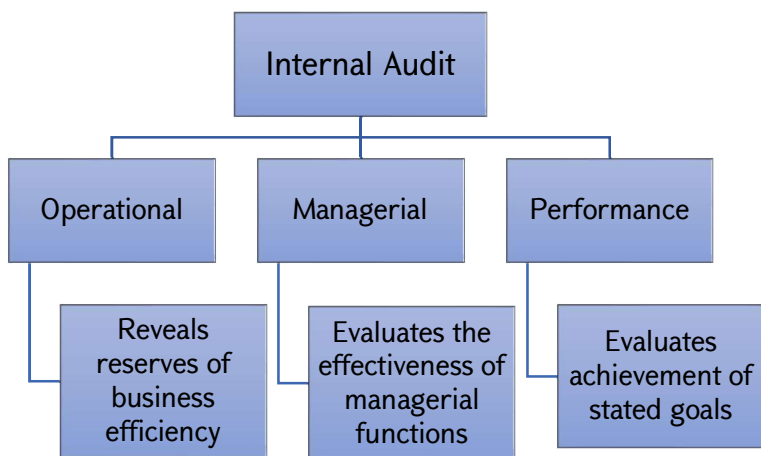 Internal Audit
Operational
Managerial
Performance
Reveals
reserves of
business
efficiency
Evaluates the
effectiveness of
managerial
functions
Evaluates
achievement of
stated goals